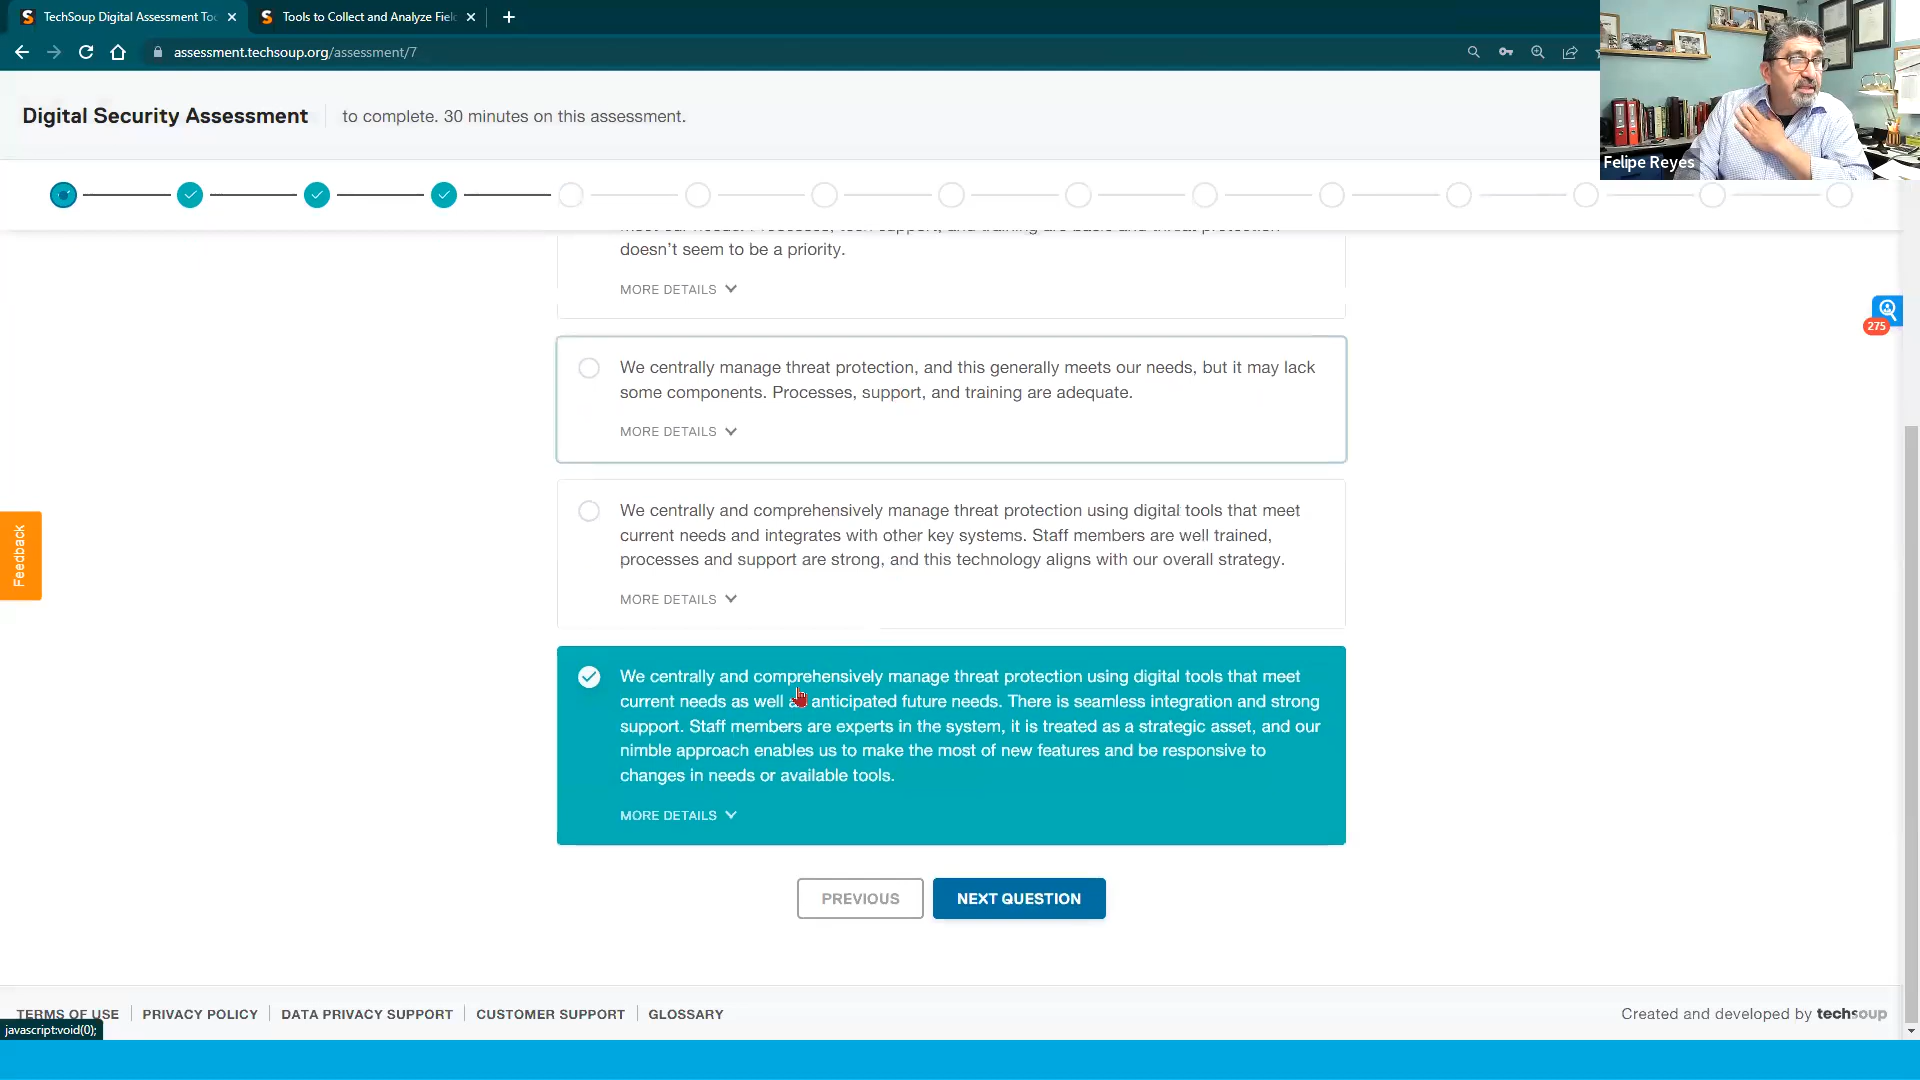 TechSoup Digital Assessment Too
Tools to Collect and Analyze Fiel
assessment.techsoup.org/assessment/7
Felipe Reyes
Digital Security Assessment
to complete. 30 minutes on this assessment.
doesn't seem to be a priority.
MORE DETAILS
275
We centrally manage threat protection, and this generally meets our needs, but it may lack
some components. Processes, support, and training are adequate.
MORE DETAILS
We centrally and comprehensively manage threat protection using digital tools that meet
current needs and integrates with other key systems. Staff members are well trained,
processes and support are strong, and this technology aligns with our overall strategy.
MORE DETAILS
Feedback
We centrally and comprehensively manage threat protection using digital tools that meet
current needs as well as anticipated future needs. There is seamless integration and strong
support. Staff members are experts in the system, it is treated as a strategic asset, and our
nimble approach enables us to make the most of new features and be responsive to
changes in needs or available tools.
MORE DETAILS
PREVIOUS
NEXT QUESTION
TERMS OF USE
PRIVACY POLICY
DATA PRIVACY SUPPORT
CUSTOMER SUPPORT
GLOSSARY
Created and developed by techsoup
javascript:void(0);